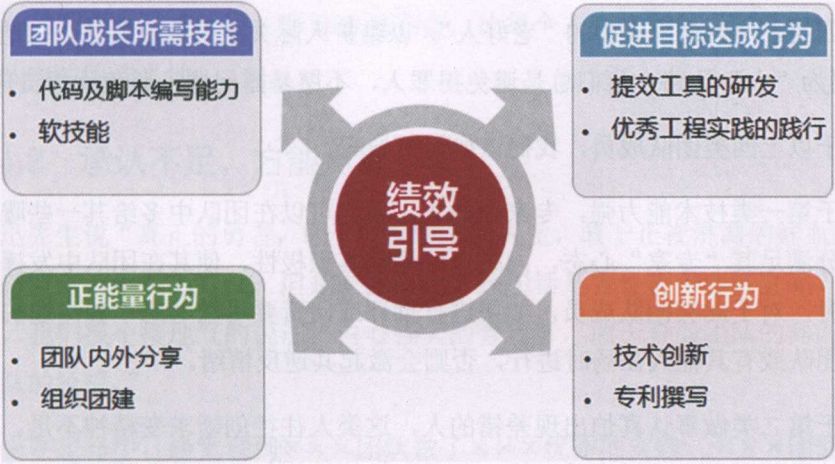 团队成长所需技能
• 代码及脚本编写能力
• 软技能
促进目标达成行为
• 提效工具的研发
• 优秀工程实践的践行
绩效
引导
正能量行为
• 团队内外分享
• 组织团建
创新行为
• 技术创新
• 专利撰写